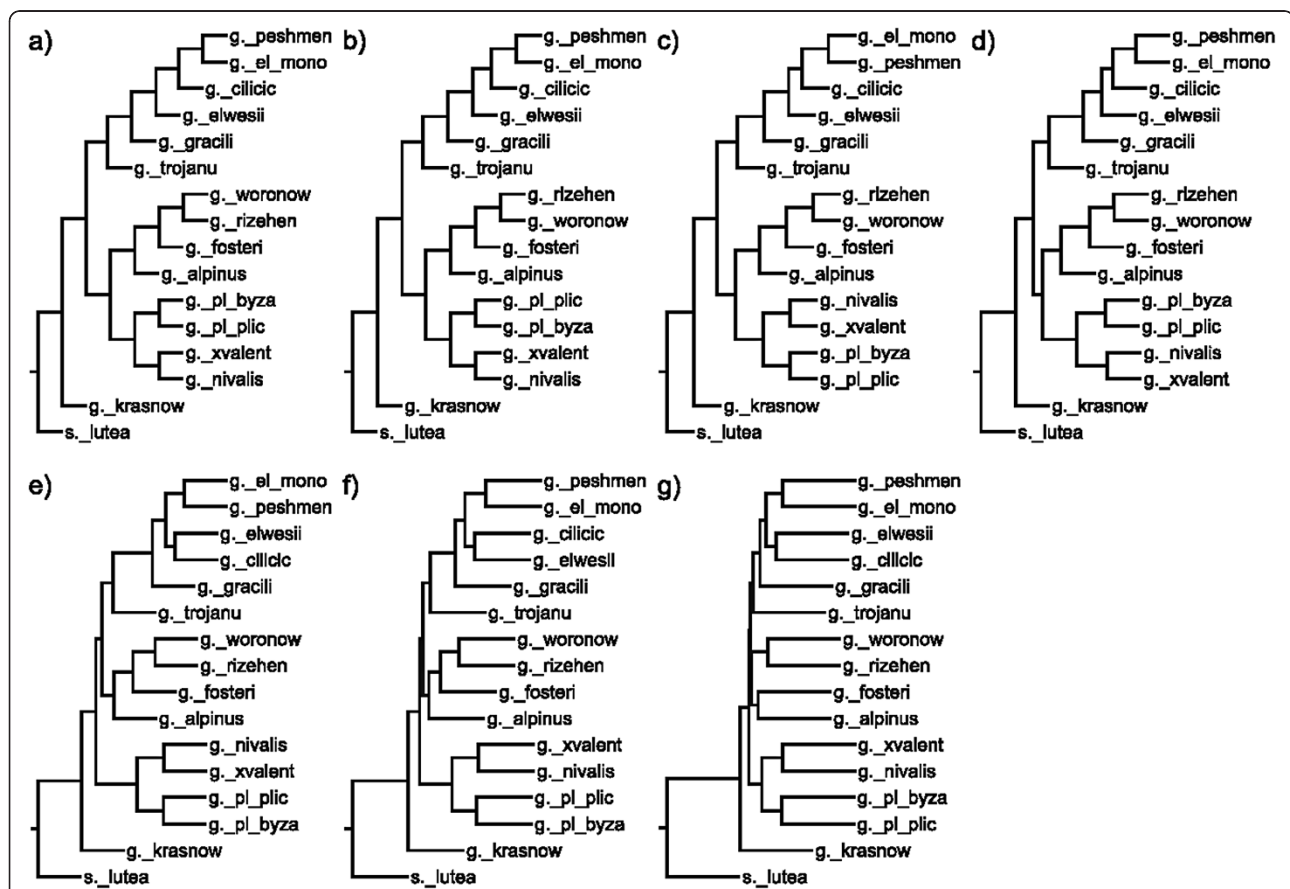 a)
g._peshmen
g._el_mono
g._cilicic
g._elwesii
g._gracili
g._trojanu
g._woronow
g._rizehen
g._fosteri
g._alpinus
g._pl_byza
g._pl_plic
g._xvalent
g._nivalis
g._krasnow
s._lutea
b)
g._peshmen
g._el_mono
g._cilicic
g._elwesii
g._gracili
g._trojanu
g._rizehen
g._woronow
g._fosteri
g._alpinus
g._pl_plic
g._pl_byza
g._xvalent
g._nivalis
g._krasnow
s._lutea
c)
g._el_mono
g._peshmen
g._cilicic
g._elwesii
g._gracili
g._trojanu
g._rizehen
g._woronow
g._fosteri
g._alpinus
g._nivalis
g._xvalent
g._pl_byza
g._pl_plic
g._krasnow
s._lutea
d)
g._peshmen
g._el_mono
g._cilicic
g._elwesii
g._gracili
g._trojanu
g._rizehen
g._woronow
g._fosteri
g._alpinus
g._pl_byza
g._pl_plic
g._nivalis
g._xvalent
g._krasnow
s._lutea
e)
g._el_mono
g._peshmen
g._elwesii
g._cilicic
g._gracili
g._trojanu
g._woronow
g._rizehen
g._fosteri
g._alpinus
g._nivalis
g._xvalent
g._pl_plic
g._pl_byza
g._krasnow
s._lutea
f)
g._peshmen
g._el_mono
g._cilicic
g._elwesii
g._gracili
g._trojanu
g._woronow
g._rizehen
g._fosteri
g._alpinus
g._xvalent
g._nivalis
g._pl_plic
g._pl_byza
g._krasnow
s._lutea
g)
g._peshmen
g._el_mono
g._elwesii
g._cilicic
g._gracili
g._trojanu
g._woronow
g._rizehen
g._fosteri
g._alpinus
g._xvalent
g._nivalis
g._pl_byza
g._pl_plic
g._krasnow
s._lutea